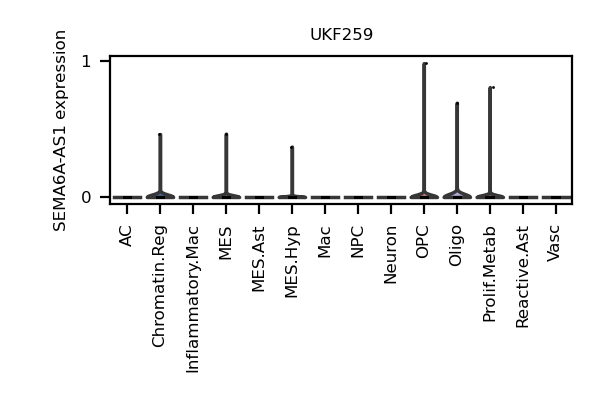 UKF259
SEMA6A-AS1 expression
1
0
AC
Chromatin.Reg
Inflammatory.Mac
MES
MES.Ast
MES.Hyp
Mac
NPC
Neuron
OPC
Oligo
Prolif.Metab
Reactive.Ast
Vasc